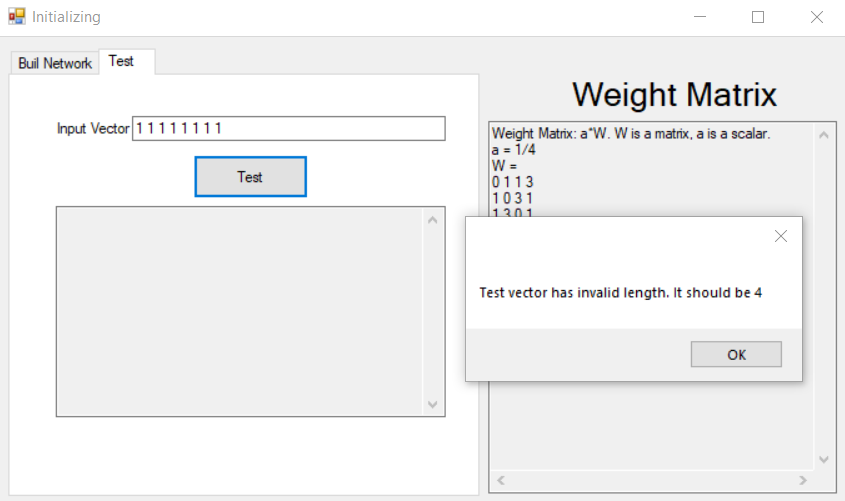 Initializing
Buil Network
Test
Input Vector
1 1 1 1 1 1 1 1
Test
Weight Matrix
Weight Matrix: a*W. W is a matrix, a is a scalar.
a = 1/4
W =
0 1 1 3
1 0 3 1
1 3 0 1
Test vector has invalid length. It should be 4
OK